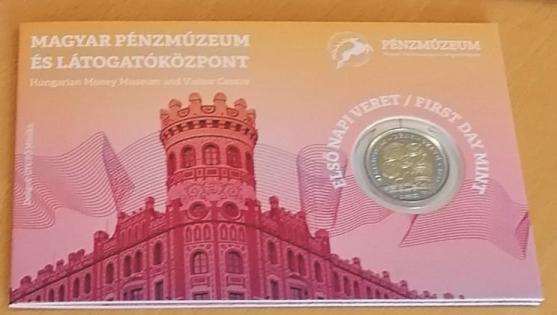 MAGYAR PÉNZMÚZEUM
ÉS LÁTOGATÓKÖZPONT
Hungarian Money Museum and Visitor Centre
PÉNZMÚZEUM
ELSŐ NAPI VERET / FIRST DAY MINT